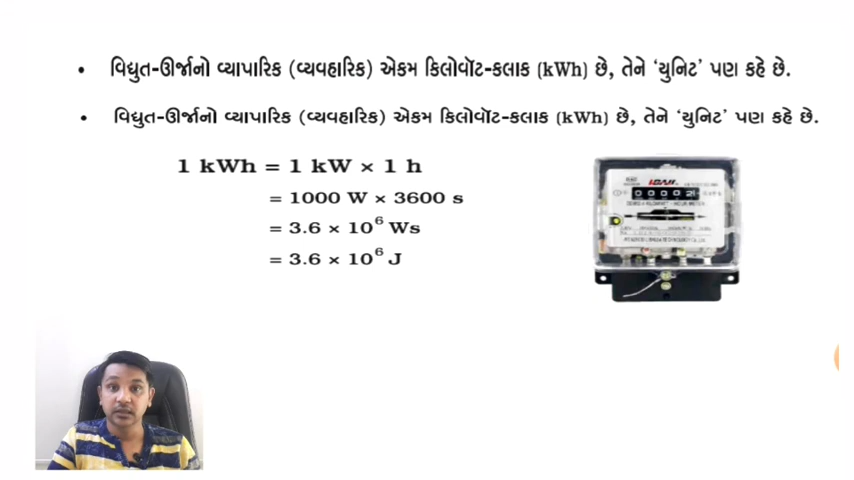 • વિદ્યુત-ઊર્જાનો વ્યાપારિક (વ્યવહારિક) એકમ કિલોવૉટ-કલાક (kWh) છે, તેને ‘યુનિટ’ પણ કહે છે.
• વિદ્યુત-ઊર્જાનો વ્યાપારિક (વ્યવહારિક) એકમ કિલોવૉટ-કલાક (kWh) છે, તેને ‘યુનિટ’ પણ કહે છે.
1 kWh = 1 kW × 1 h
= 1000 W × 3600 s
= 3.6 × 10⁶ Ws
= 3.6 × 10⁶ J